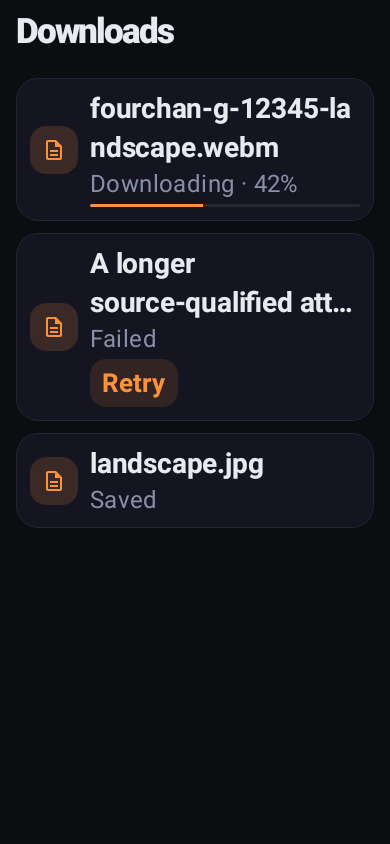 Downloads
fourchan-g-12345-la
ndscape.webm
Downloading · 42%
A longer
source-qualified att…
Failed
Retry
landscape.jpg
Saved